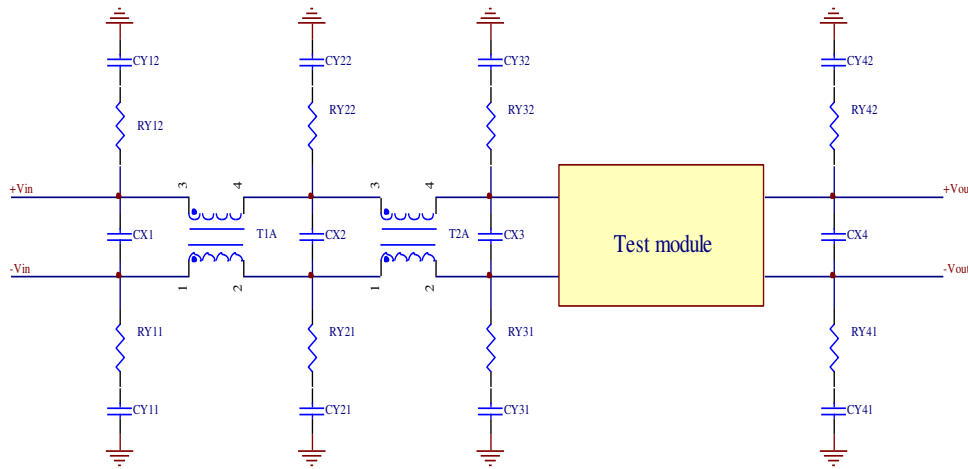 CY12
CY22
CY32
CY42
RY12
RY22
RY32
RY42
+Vin
3
4
3
4
+Vout
CX1
T1A
CX2
T2A
CX3
Test module
CX4
-Vin
1
2
1
2
-Vout
RY11
RY21
RY31
RY41
CY11
CY21
CY31
CY41